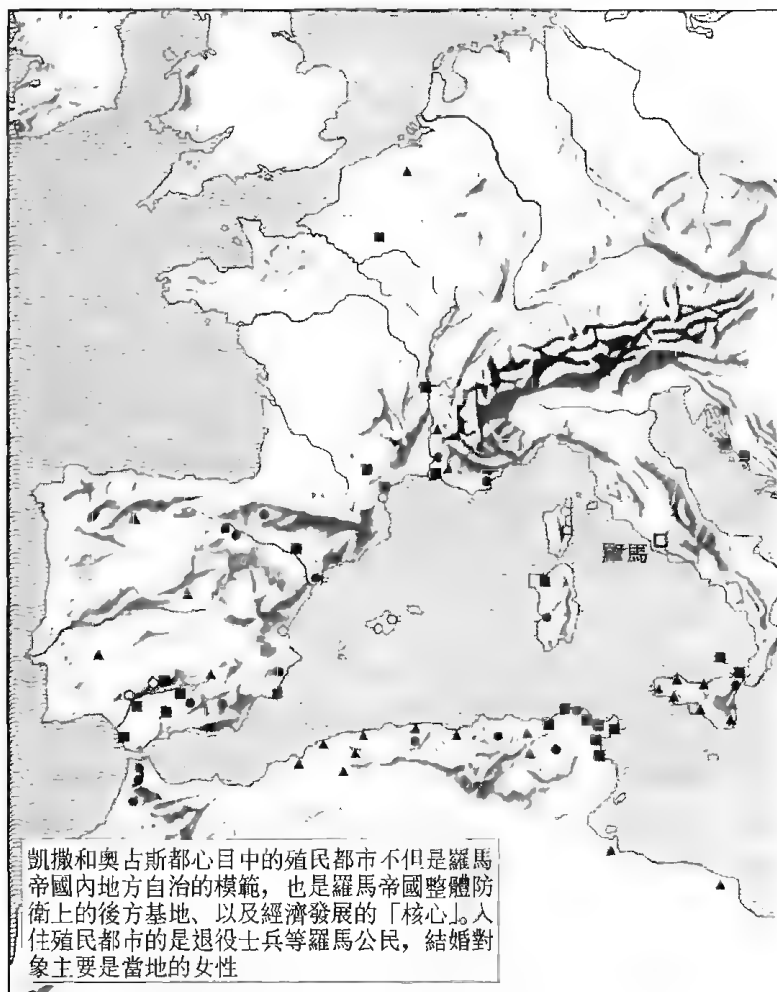 羅馬
凱撒和奧古斯都心目中的殖民都市不但是羅馬
帝國內地方自治的模範，也是羅馬帝國整體防
衛上的後方基地、以及經濟發展的「核心」。入
住殖民都市的是退役士兵等羅馬公民，結婚對
象主要是當地的女性